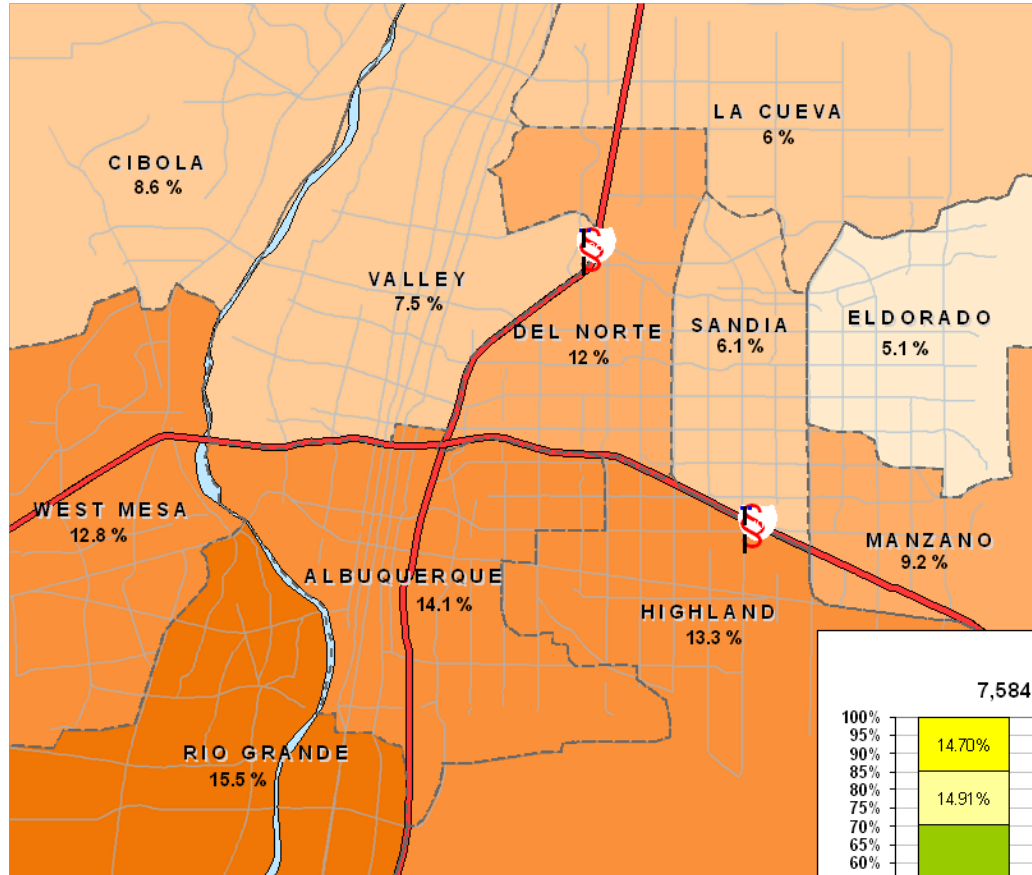 LA CUEVA
6 %
CIBOLA
8.6 %
VALLEY
7.5 %
DEL NORTE
12 %
SANDIA
6.1 %
ELDORADO
5.1 %
WEST MESA
12.8 %
MANZANO
9.2 %
ALBUQUERQUE
14.1 %
HIGHLAND
13.3 %
RIO GRANDE
15.5 %
7,584
100%
95%
90%
85%
80%
75%
70%
65%
60%
14.70%
14.91%